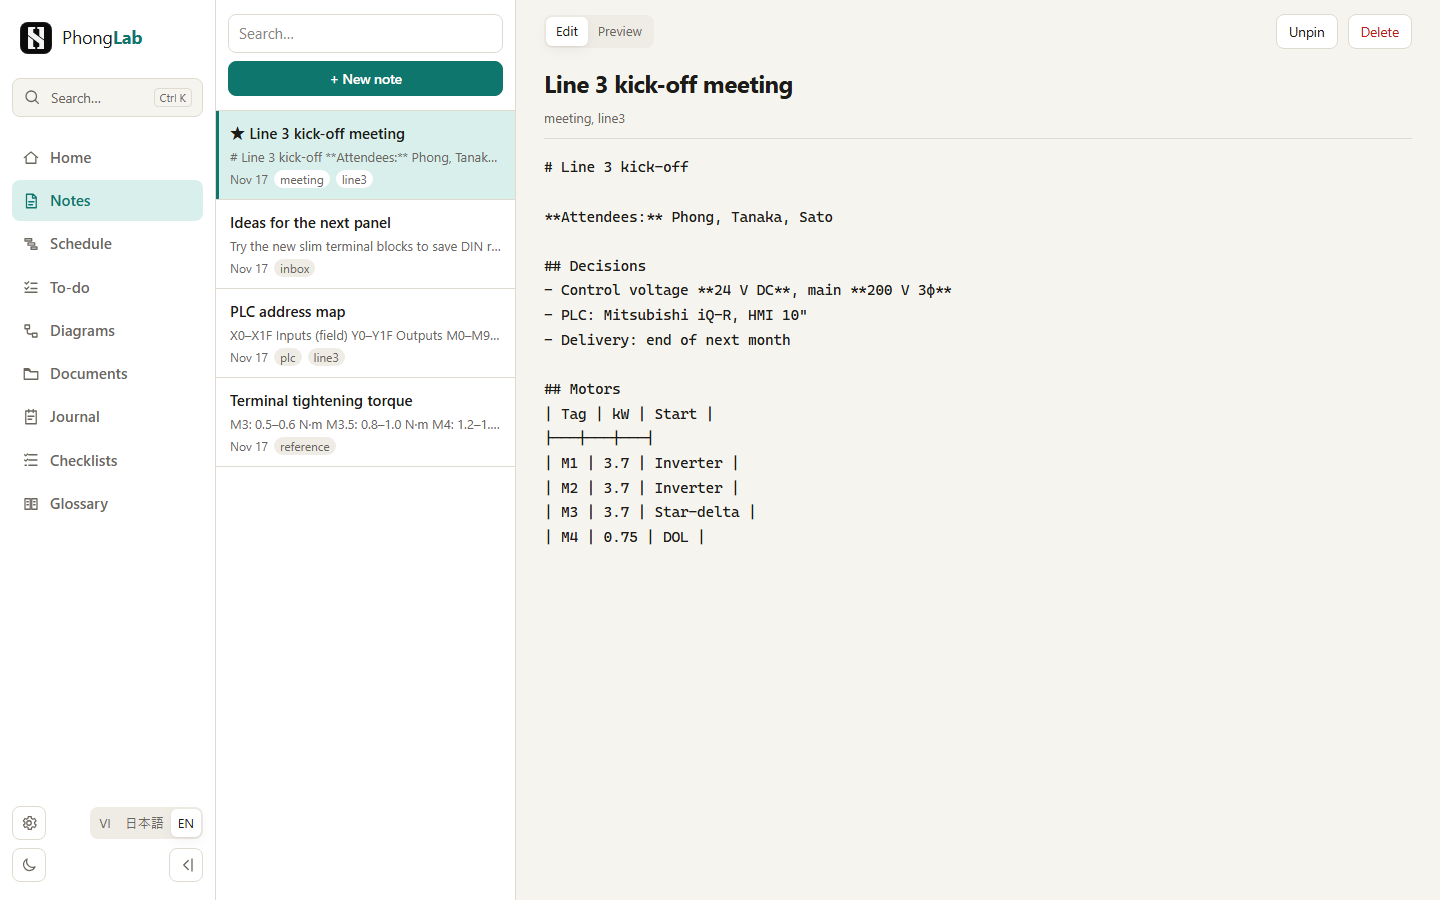 PhongLab
Search...
Ctrl K
Home
Notes
Schedule
To-do
Diagrams
Documents
Journal
Checklists
Glossary
VI
日本語
EN
Search...
+ New note
★ Line 3 kick-off meeting
# Line 3 kick-off **Attendees:** Phong, Tanak...
Nov 17 meeting line3
Ideas for the next panel
Try the new slim terminal blocks to save DIN r...
Nov 17 inbox
PLC address map
X0–X1F Inputs (field) Y0–Y1F Outputs M0–M9...
Nov 17 plc line3
Terminal tightening torque
M3: 0.5–0.6 N·m M3.5: 0.8–1.0 N·m M4: 1.2–1....
Nov 17 reference
Edit Preview
Unpin
Delete
Line 3 kick-off meeting
meeting, line3
# Line 3 kick-off
**Attendees:** Phong, Tanaka, Sato
## Decisions
- Control voltage **24 V DC**, main **200 V 3ϕ**
- PLC: Mitsubishi iQ-R, HMI 10"
- Delivery: end of next month
## Motors
| Tag | kW | Start |
|---|---|---|
| M1 | 3.7 | Inverter |
| M2 | 3.7 | Inverter |
| M3 | 3.7 | Star-delta |
| M4 | 0.75 | DOL |